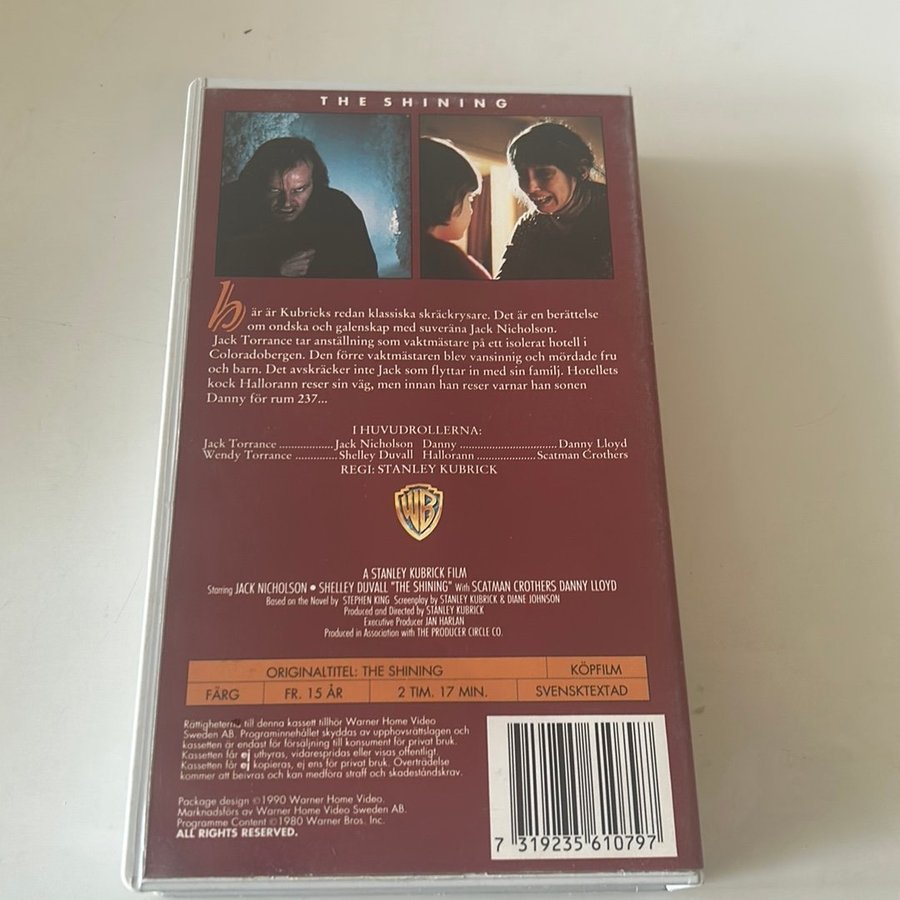 THE SHINING
här är Kubricks redan klassiska skräckrysare. Det är en berättelse
om ondska och galenskap med suveräna Jack Nicholson.
Jack Torrance tar anställning som vaktmästare på ett isolerat hotell i
Coloradobergen. Den förre vaktmästaren blev vansinnig och mördade fru
och barn. Det avskräcker inte Jack som flyttar in med sin familj. Hotellets
kock Hallorann reser sin väg, men innan han reser varnar han sonen
Danny för rum 237...
I HUVUDROLLERNA:
Jack Torrance ..................Jack Nicholson Danny ................................Danny Lloyd
Wendy Torrance .............Shelley Duvall Hallorann ...................Scatman Crothers
REGI: STANLEY KUBRICK
WB
A STANLEY KUBRICK FILM
Starring JACK NICHOLSON • SHELLEY DUVALL "THE SHINING" With SCATMAN CROTHERS DANNY LLOYD
Based on the Novel by STEPHEN KING Screenplay by STANLEY KUBRICK & DIANE JOHNSON
Produced and Directed by STANLEY KUBRICK
Executive Producer JAN HARLAN
Produced in Association with THE PRODUCER CIRCLE CO.
ORIGINALTITEL: THE SHINING KÖPFILM
FÄRG FR. 15 ÅR 2 TIM. 17 MIN. SVENSKTEXTAD
Rättigheterna till denna kassett tillhör Warner Home Video
Sweden AB. Programinnehållet skyddas av upphovsrättslagen och
kassetten är endast för försäljning till konsument för privat bruk.
Kassetten får ej uthyras, vidarespridas eller visas offentligt.
Kassetten får ej kopieras, ej ens för privat bruk. Överträdelse
kommer att beivras och kan medföra straff och skadeståndskrav.
Package design ©1990 Warner Home Video.
Marknadsförs av Warner Home Video Sweden AB.
Programme Content ©1980 Warner Bros. Inc.
ALL RIGHTS RESERVED.
7 319235 610797